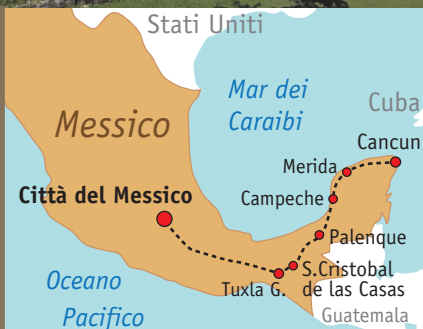 Stati Uniti
Mar dei
Caraibi
Cuba
Messico
Cancun
Merida
Città del Messico
Campeche
Palenque
S.Cristobal
de las Casas
Tuxla G.
Oceano
Pacifico
Guatemala